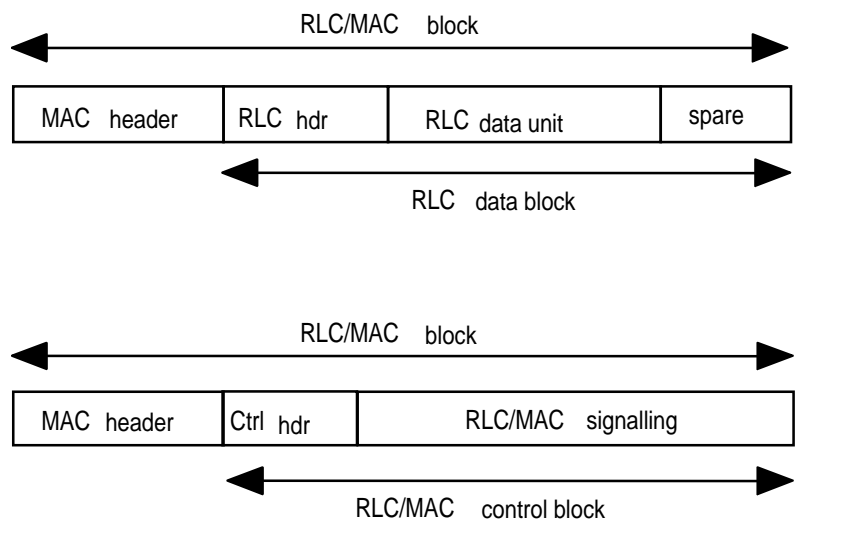 RLC/MAC block
MAC header RLC hdr RLC data unit spare
RLC data block
RLC/MAC block
MAC header Ctrl hdr RLC/MAC signalling
RLC/MAC control block